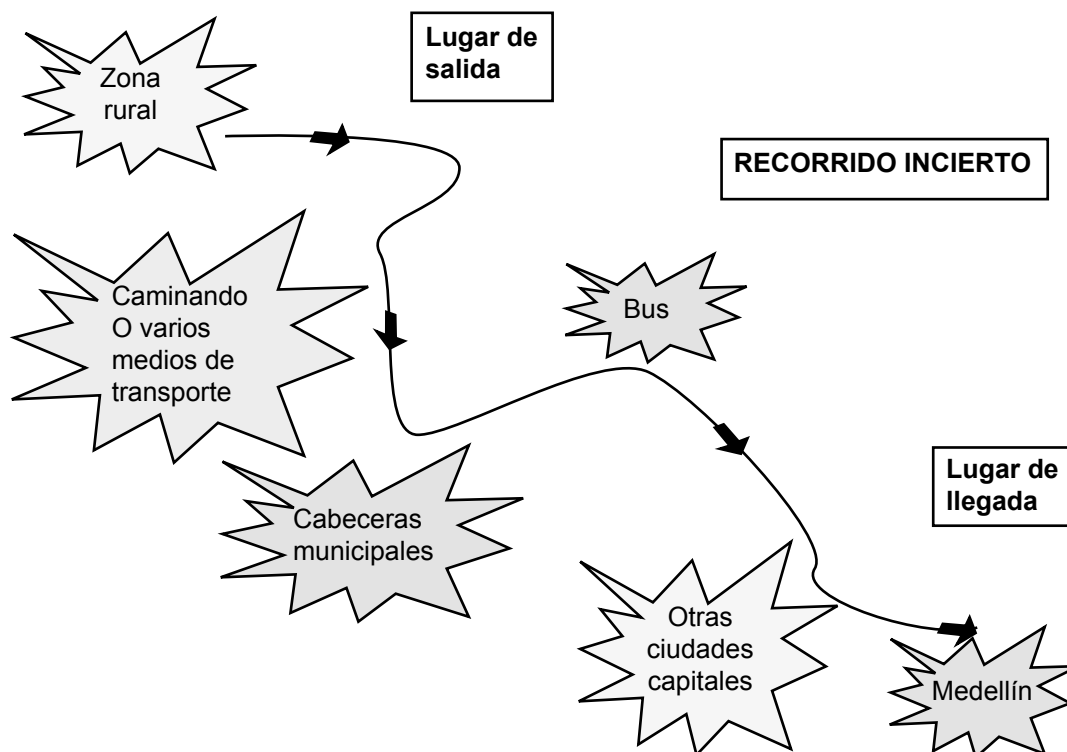 Lugar de
salida
Zona
rural
RECORRIDO INCIERTO
Caminando
O varios
medios de
transporte
Bus
Cabeceras
municipales
Lugar de
llegada
Otras
ciudades
capitales
Medellín